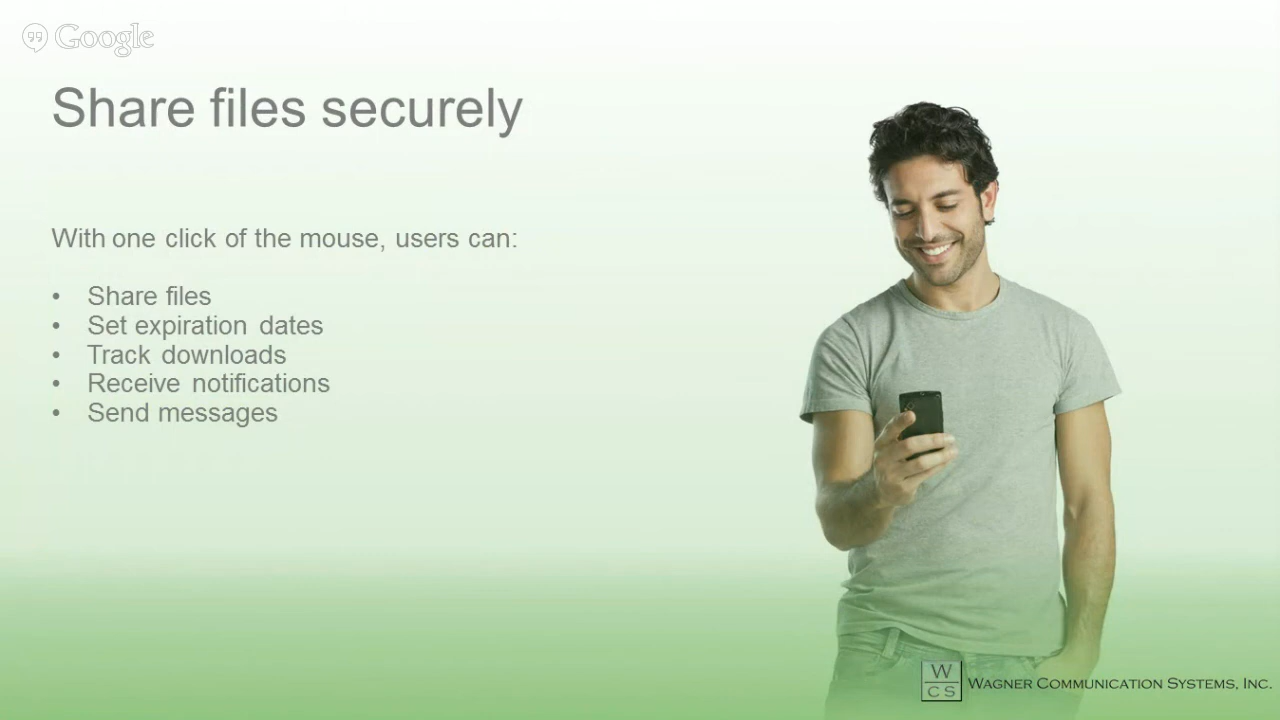 Google
Share files securely
With one click of the mouse, users can:
• Share files
• Set expiration dates
• Track downloads
• Receive notifications
• Send messages
W
CS
Wagner Communication Systems, Inc.